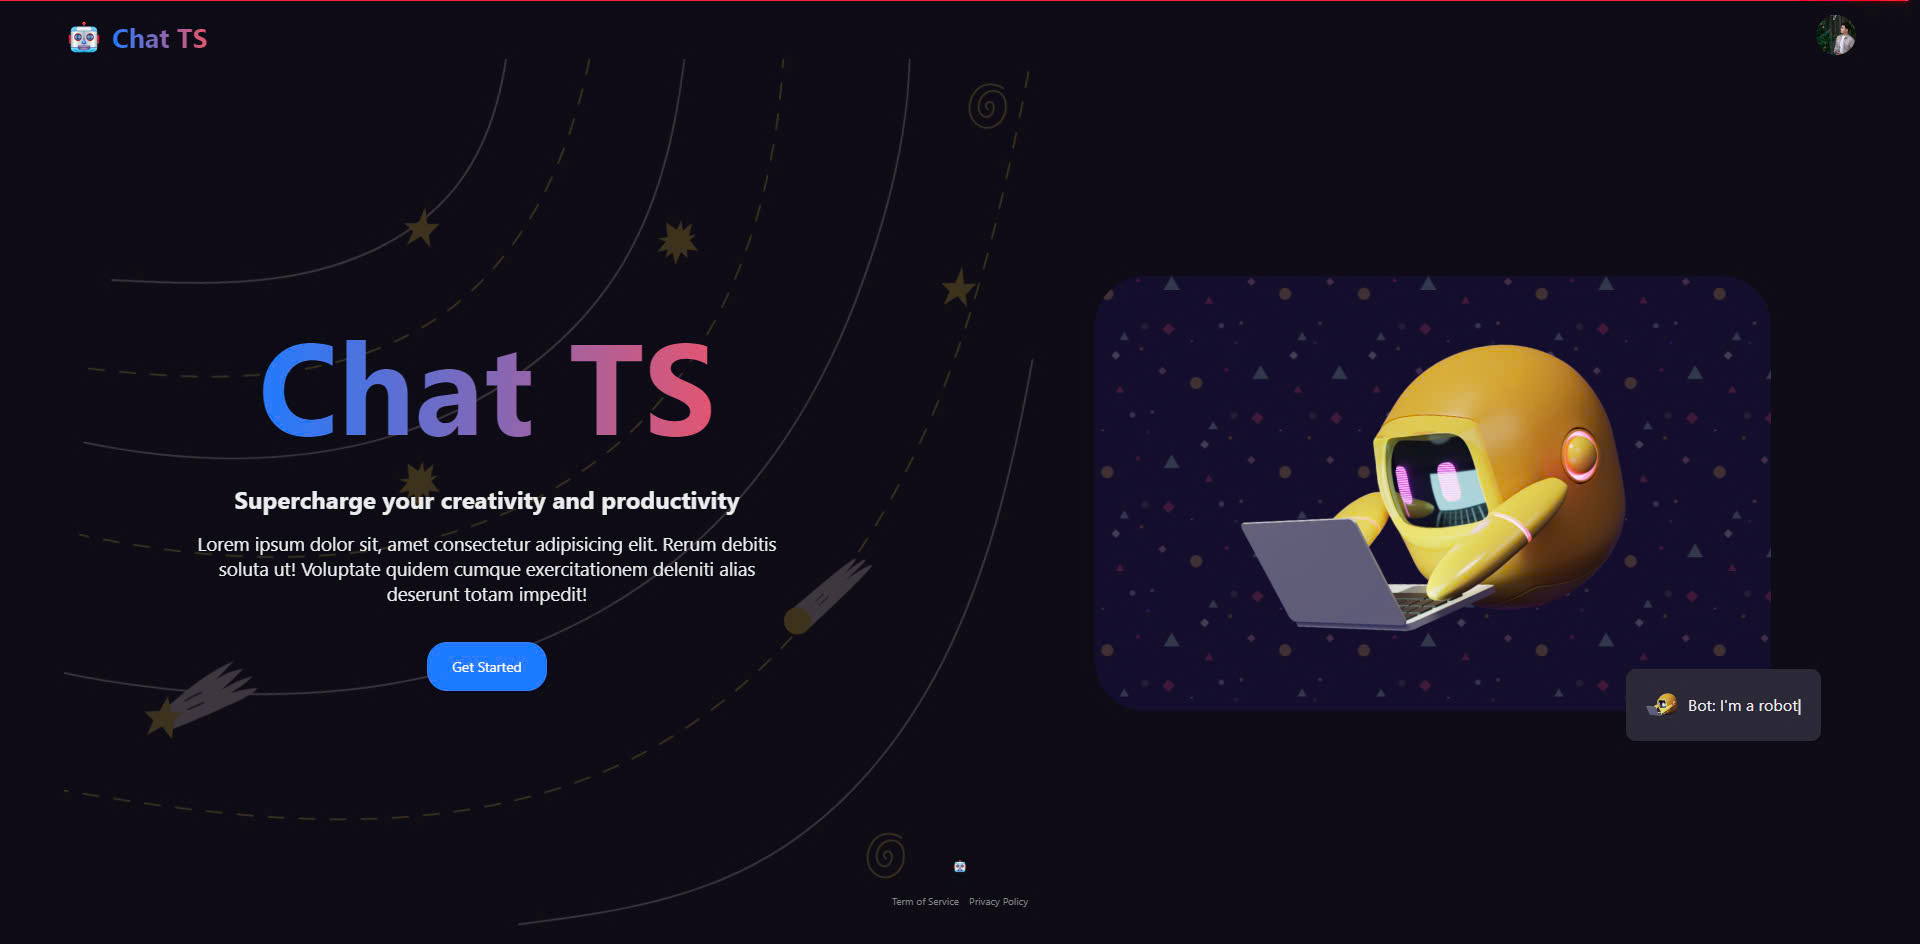 Chat TS
Chat TS
Supercharge your creativity and productivity
Lorem ipsum dolor sit, amet consectetur adipisicing elit. Rerum debitis
soluta ut! Voluptate quidem cumque exercitationem deleniti alias
deserunt totam impedit!
Get Started
Bot: I'm a robot
Term of Service Privacy Policy